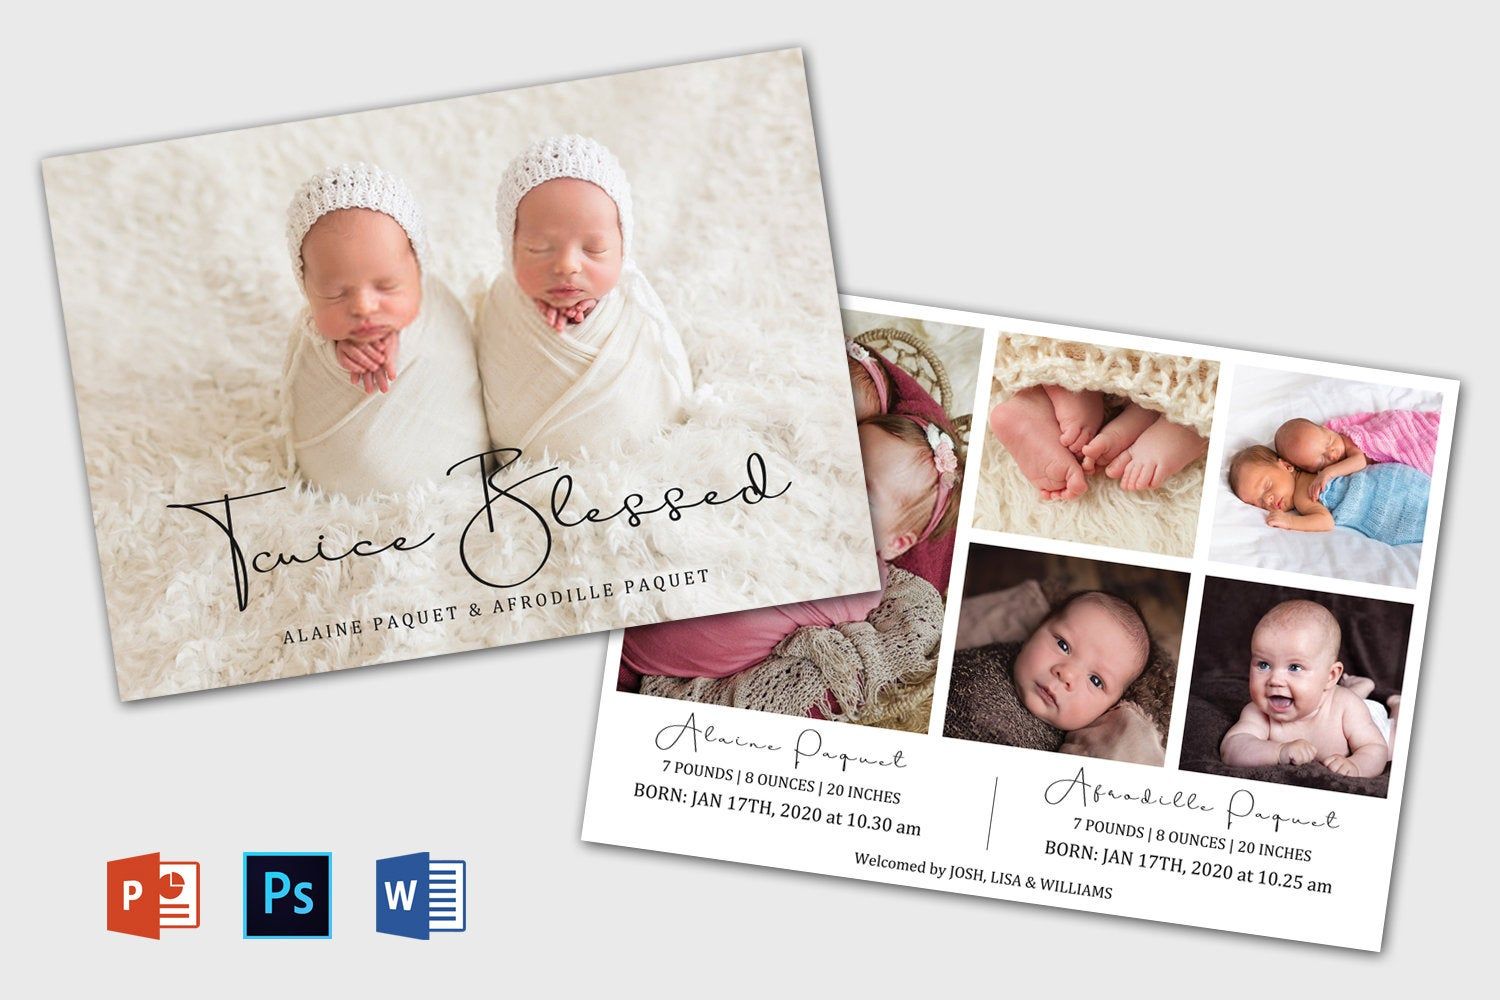 Twice Blessed
ALAINE PAQUET & AFRODILLE PAQUET
Alaine Paquet
7 POUNDS | 8 OUNCES | 20 INCHES
BORN: JAN 17TH, 2020 at 10.30 am
Afrodille Paquet
7 POUNDS | 8 OUNCES | 20 INCHES
BORN: JAN 17TH, 2020 at 10.25 am
Welcomed by JOSH, LISA & WILLIAMS
P
Ps
W